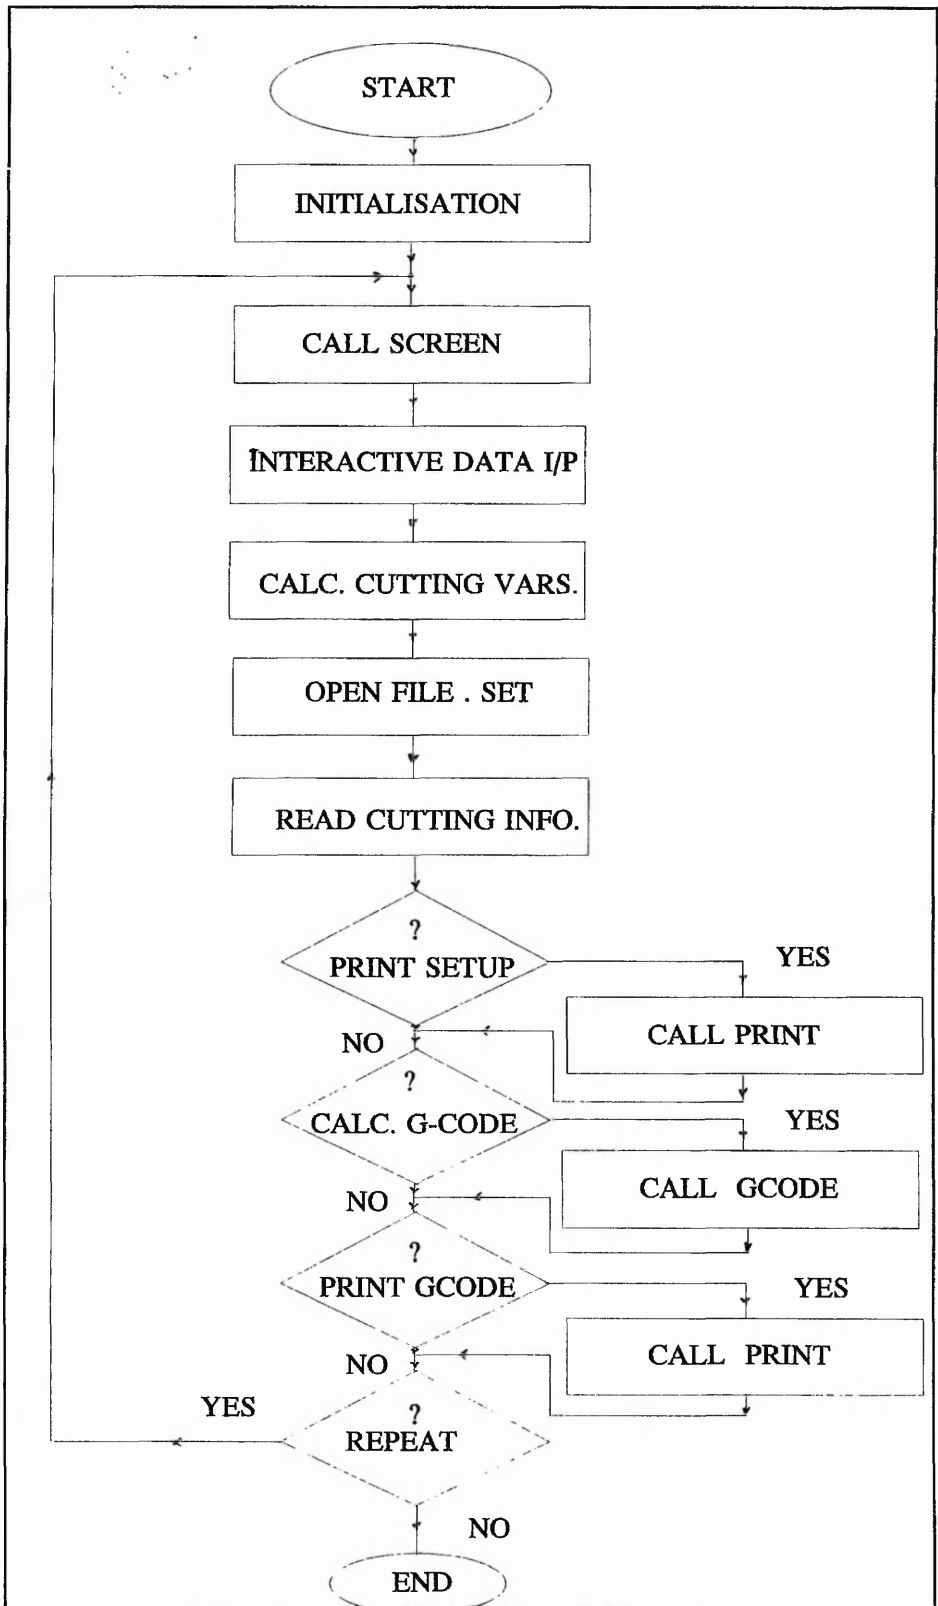 START
INITIALISATION
CALL SCREEN
INTERACTIVE DATA I/P
CALC. CUTTING VARS.
OPEN FILE . SET
READ CUTTING INFO.
?
PRINT SETUP
YES
CALL PRINT
NO
?
CALC. G-CODE
YES
CALL GCODE
NO
?
PRINT GCODE
YES
CALL PRINT
NO
YES
?
REPEAT
NO
END